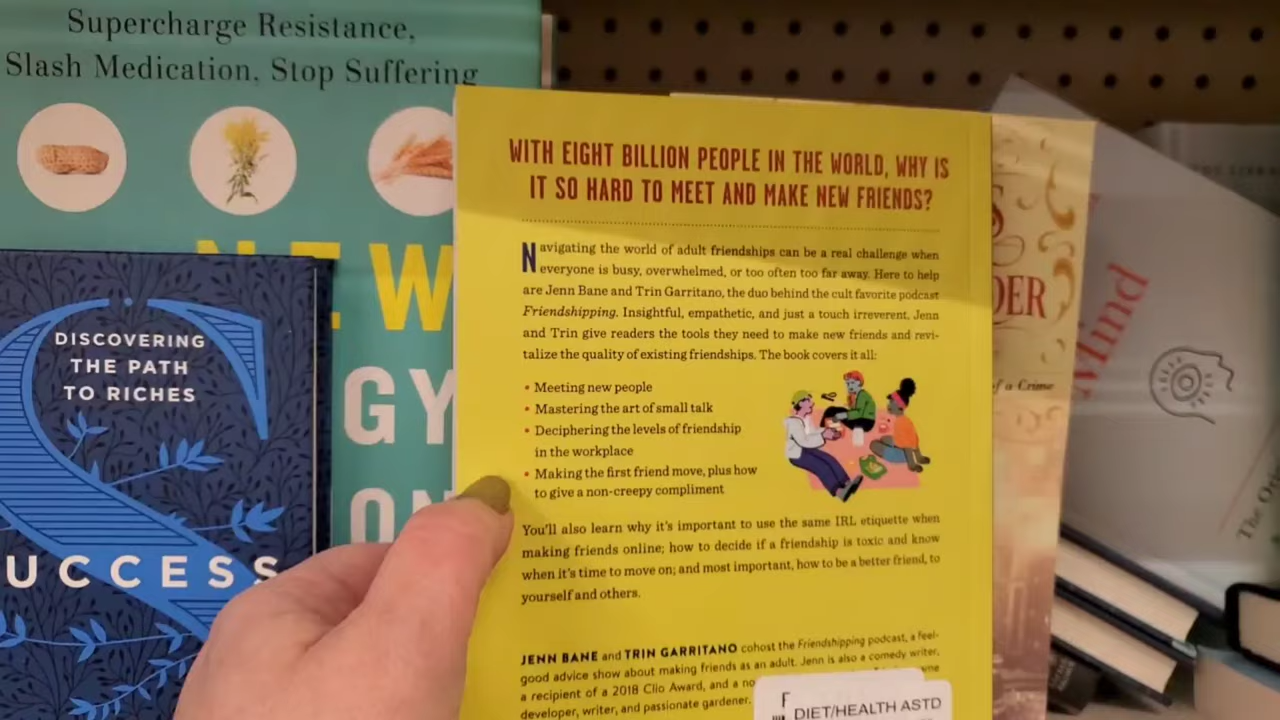 Supercharge Resistance,
Slash Medication, Stop Suffering
NEW
GY
ON
DISCOVERING
THE PATH
TO RICHES
S
UCCESS
WITH EIGHT BILLION PEOPLE IN THE WORLD, WHY IS
IT SO HARD TO MEET AND MAKE NEW FRIENDS?
Navigating the world of adult friendships can be a real challenge when
everyone is busy, overwhelmed, or too often too far away. Here to help
are Jenn Bane and Trin Garritano, the duo behind the cult favorite podcast
Friendshipping. Insightful, empathetic, and just a touch irreverent, Jenn
and Trin give readers the tools they need to make new friends and revi-
talize the quality of existing friendships. The book covers it all:
• Meeting new people
• Mastering the art of small talk
• Deciphering the levels of friendship
in the workplace
• Making the first friend move, plus how
to give a non-creepy compliment
You'll also learn why it's important to use the same IRL etiquette when
making friends online; how to decide if a friendship is toxic and know
when it's time to move on; and most important, how to be a better friend, to
yourself and others.
JENN BANE and TRIN GARRITANO cohost the Friendshipping podcast, a feel-
good advice show about making friends as an adult. Jenn is also a comedy writer,
a recipient of a 2018 Clio Award, and a no
developer, writer, and passionate gardener.
DIET/HEALTH ASTD
S
DER
of a Crime
Mind